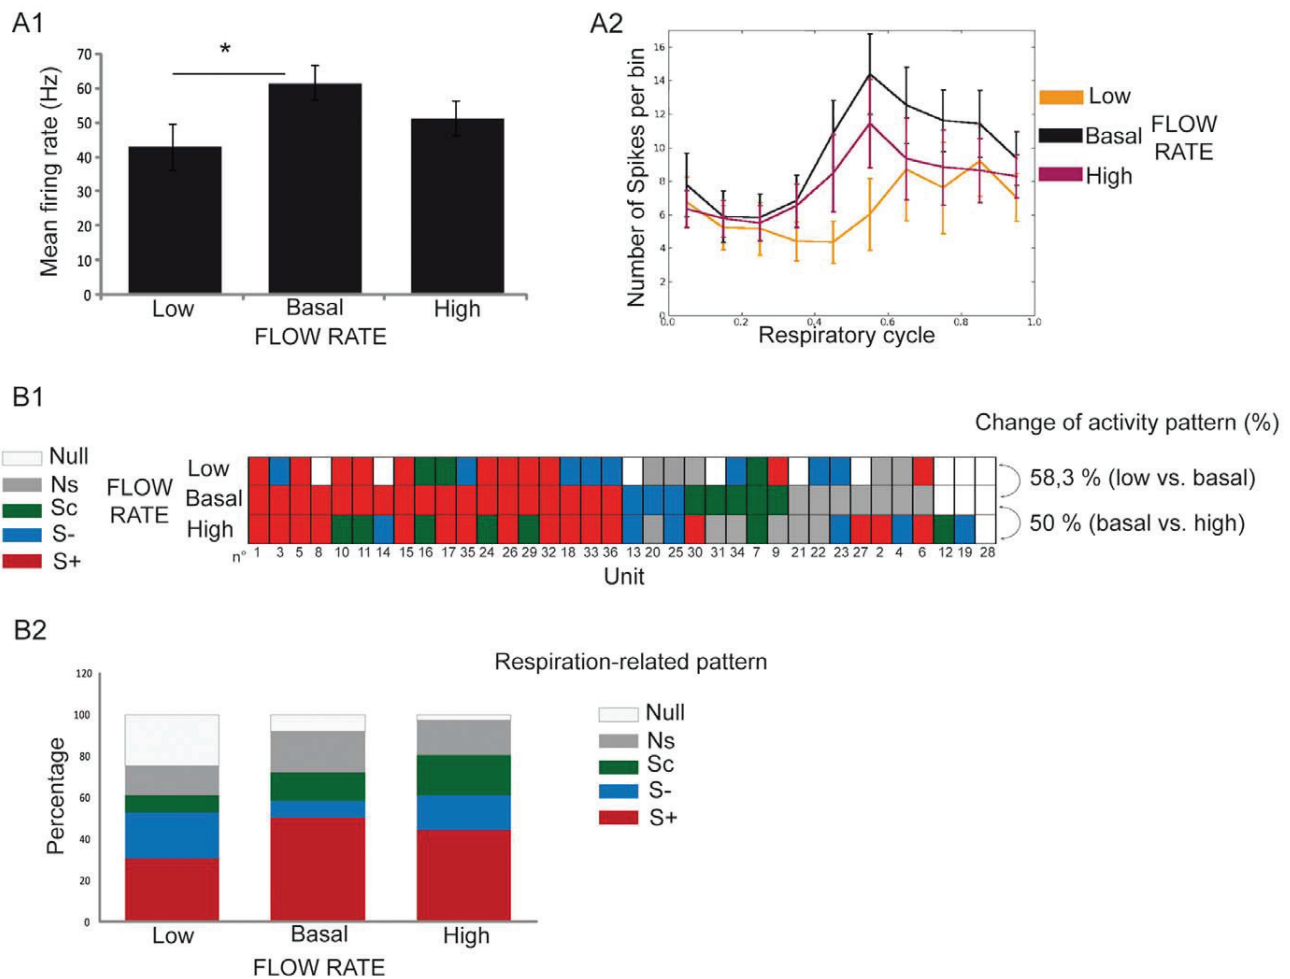 A1
*
Mean firing rate (Hz)
70
60
50
40
30
20
10
0
Low Basal High
FLOW RATE
A2
Number of Spikes per bin
16
14
12
10
8
6
4
2
0
0.0 0.2 0.4 0.6 0.8 1.0
Respiratory cycle
Low
Basal
High
FLOW
RATE
B1
Change of activity pattern (%)
Null
Ns
Sc
S-
S+
FLOW
RATE
Low
Basal
High
58,3 % (low vs. basal)
50 % (basal vs. high)
n° 1 3 5 8 10 11 14 15 16 17 35 24 26 29 32 18 33 36 13 20 25 30 31 34 7 9 21 22 23 27 2 4 6 12 19 28
Unit
B2
Respiration-related pattern
Percentage
120
100
80
60
40
20
0
Low Basal High
FLOW RATE
Null
Ns
Sc
S-
S+